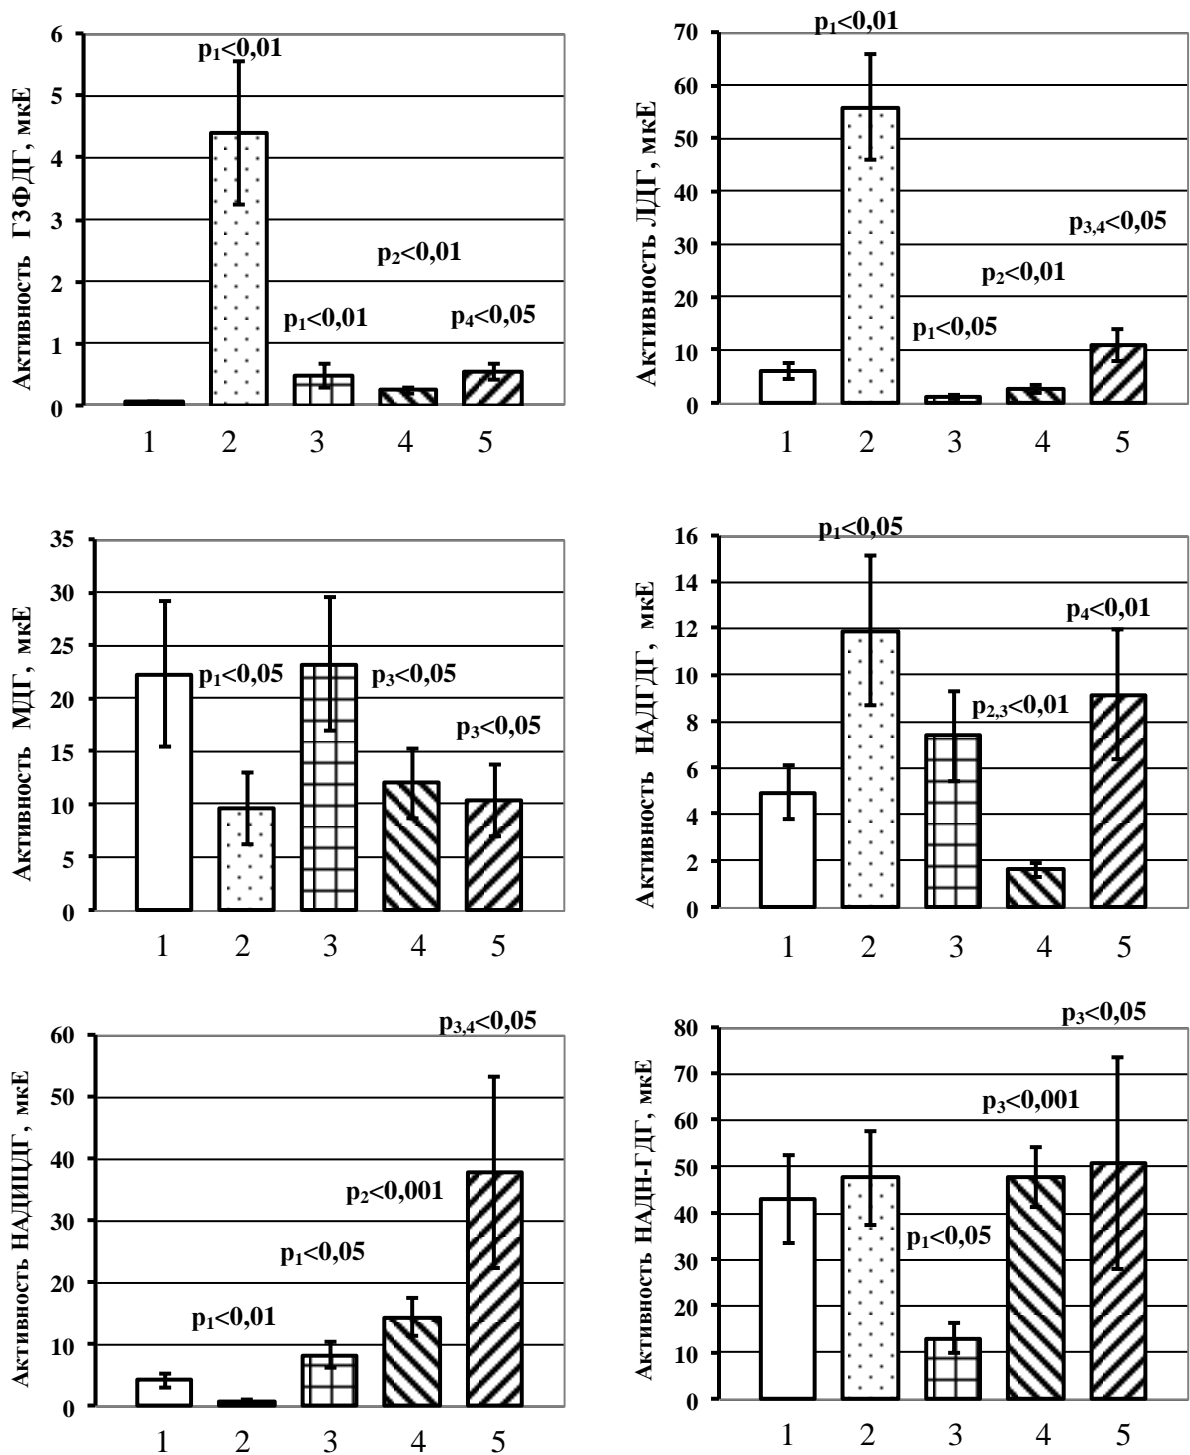 Активность Г3ФДГ, мкЕ
6
5
4
3
2
1
0
p1<0,01
p1<0,01
p2<0,01
p4<0,05
1 2 3 4 5
Активность ЛДГ, мкЕ
70
60
50
40
30
20
10
0
p1<0,01
p1<0,05
p2<0,01
p3,4<0,05
1 2 3 4 5
Активность МДГ, мкЕ
35
30
25
20
15
10
5
0
p1<0,05
p3<0,05
p3<0,05
1 2 3 4 5
Активность НАДГДГ, мкЕ
16
14
12
10
8
6
4
2
0
p1<0,05
p2,3<0,01
p4<0,01
1 2 3 4 5
Активность НАДИЦДГ, мкЕ
60
50
40
30
20
10
0
p1<0,01
p1<0,05
p2<0,001
p3,4<0,05
1 2 3 4 5
Активность НАДН-ГДГ, мкЕ
80
70
60
50
40
30
20
10
0
p1<0,05
p3<0,001
p3<0,05
1 2 3 4 5